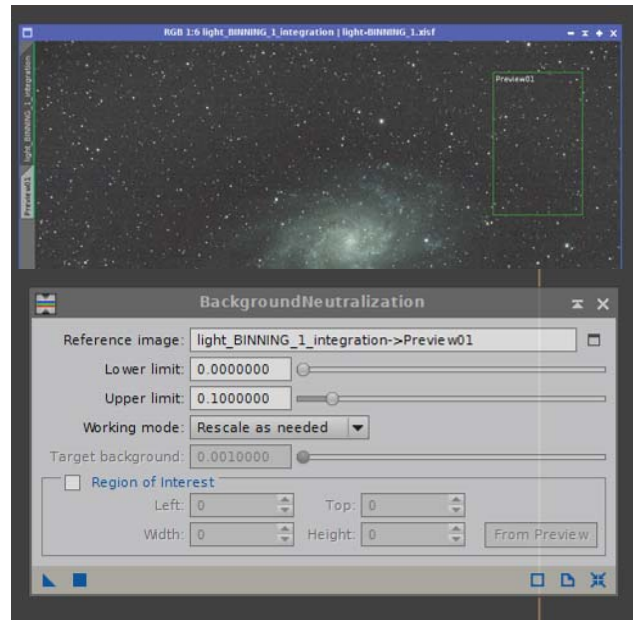 RGB 1:6 light_BINNING_1_integration | light-BINNING_1.xisf
light_BINNING_1_integration
Preview01
Preview01
BackgroundNeutralization
Reference image: light_BINNING_1_integration->Preview01
Lower limit: 0.0000000
Upper limit: 0.1000000
Working mode: Rescale as needed
Target background: 0.0010000
Region of Interest
Left: 0 Top: 0
Width: 0 Height: 0 From Preview